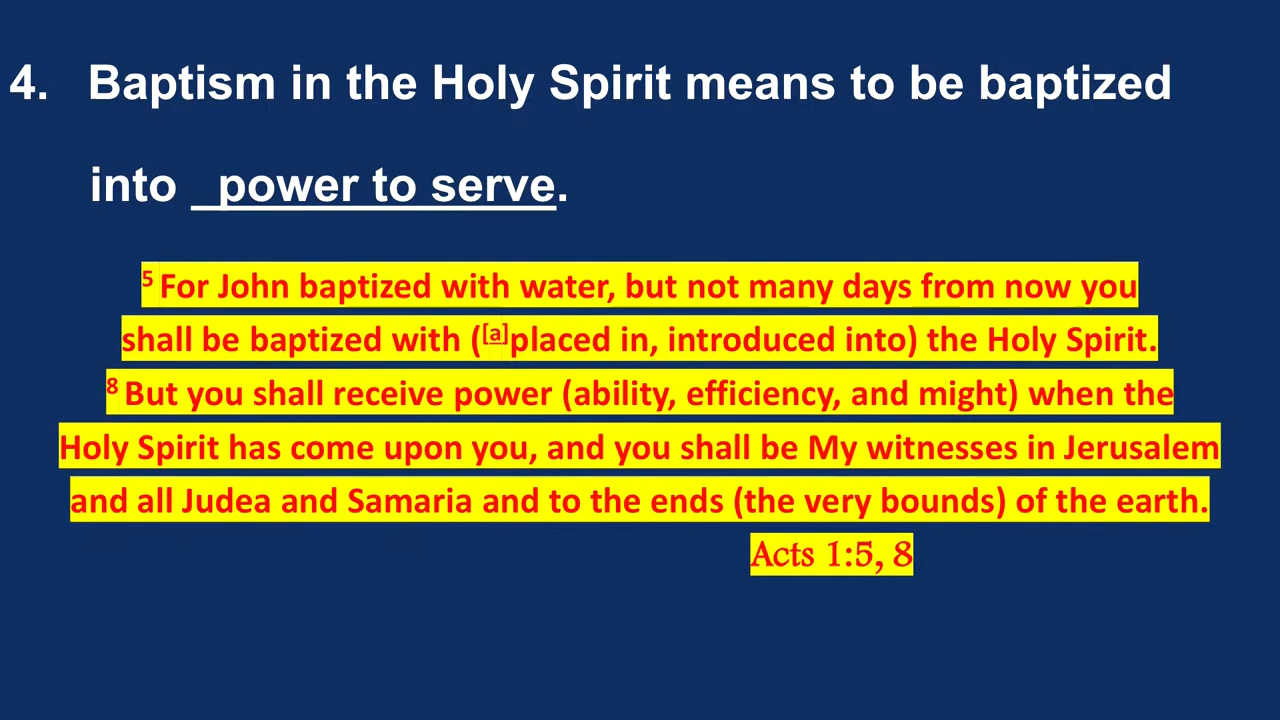 4. Baptism in the Holy Spirit means to be baptized
into _power to serve.
5 For John baptized with water, but not many days from now you
shall be baptized with ([a]placed in, introduced into) the Holy Spirit.
8 But you shall receive power (ability, efficiency, and might) when the
Holy Spirit has come upon you, and you shall be My witnesses in Jerusalem
and all Judea and Samaria and to the ends (the very bounds) of the earth.
Acts 1:5, 8